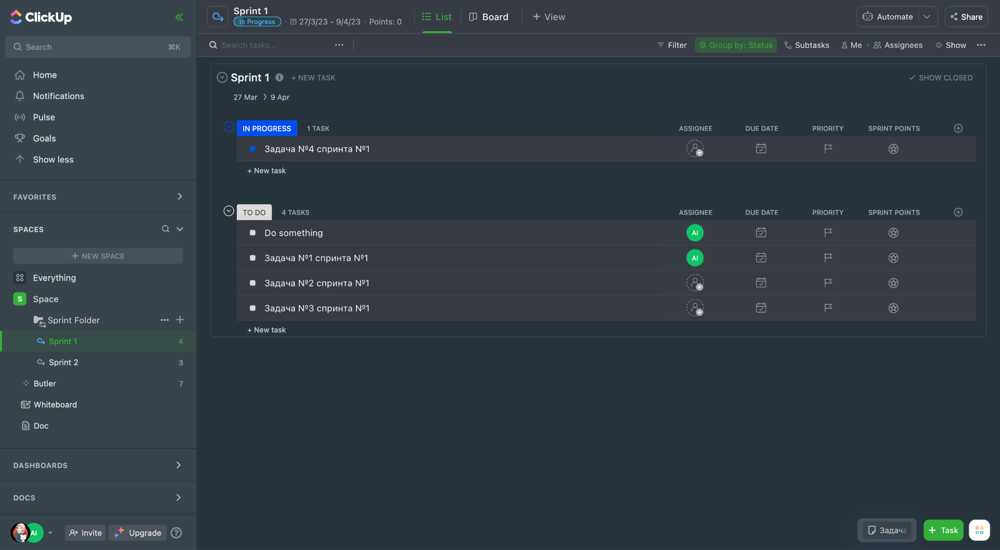 ClickUp
Search ⌘K
Home
Notifications
Pulse
Goals
Show less
FAVORITES
SPACES
+ NEW SPACE
Everything
S Space
Sprint Folder
Sprint 1 4
Sprint 2 3
Butler 7
Whiteboard
Doc
DASHBOARDS
DOCS
AI Invite Upgrade ?
Sprint 1
In Progress 27/3/23 - 9/4/23 Points: 0
List Board + View
Automate Share
Search tasks...
Filter Group by: Status Subtasks Me Assignees Show
Sprint 1 + NEW TASK SHOW CLOSED
27 Mar 9 Apr
IN PROGRESS 1 TASK ASSIGNEE DUE DATE PRIORITY SPRINT POINTS
Задача №4 спринта №1
+ New task
TO DO 4 TASKS ASSIGNEE DUE DATE PRIORITY SPRINT POINTS
Do something AI
Задача №1 спринта №1 AI
Задача №2 спринта №1
Задача №3 спринта №1
+ New task
Задача + Task